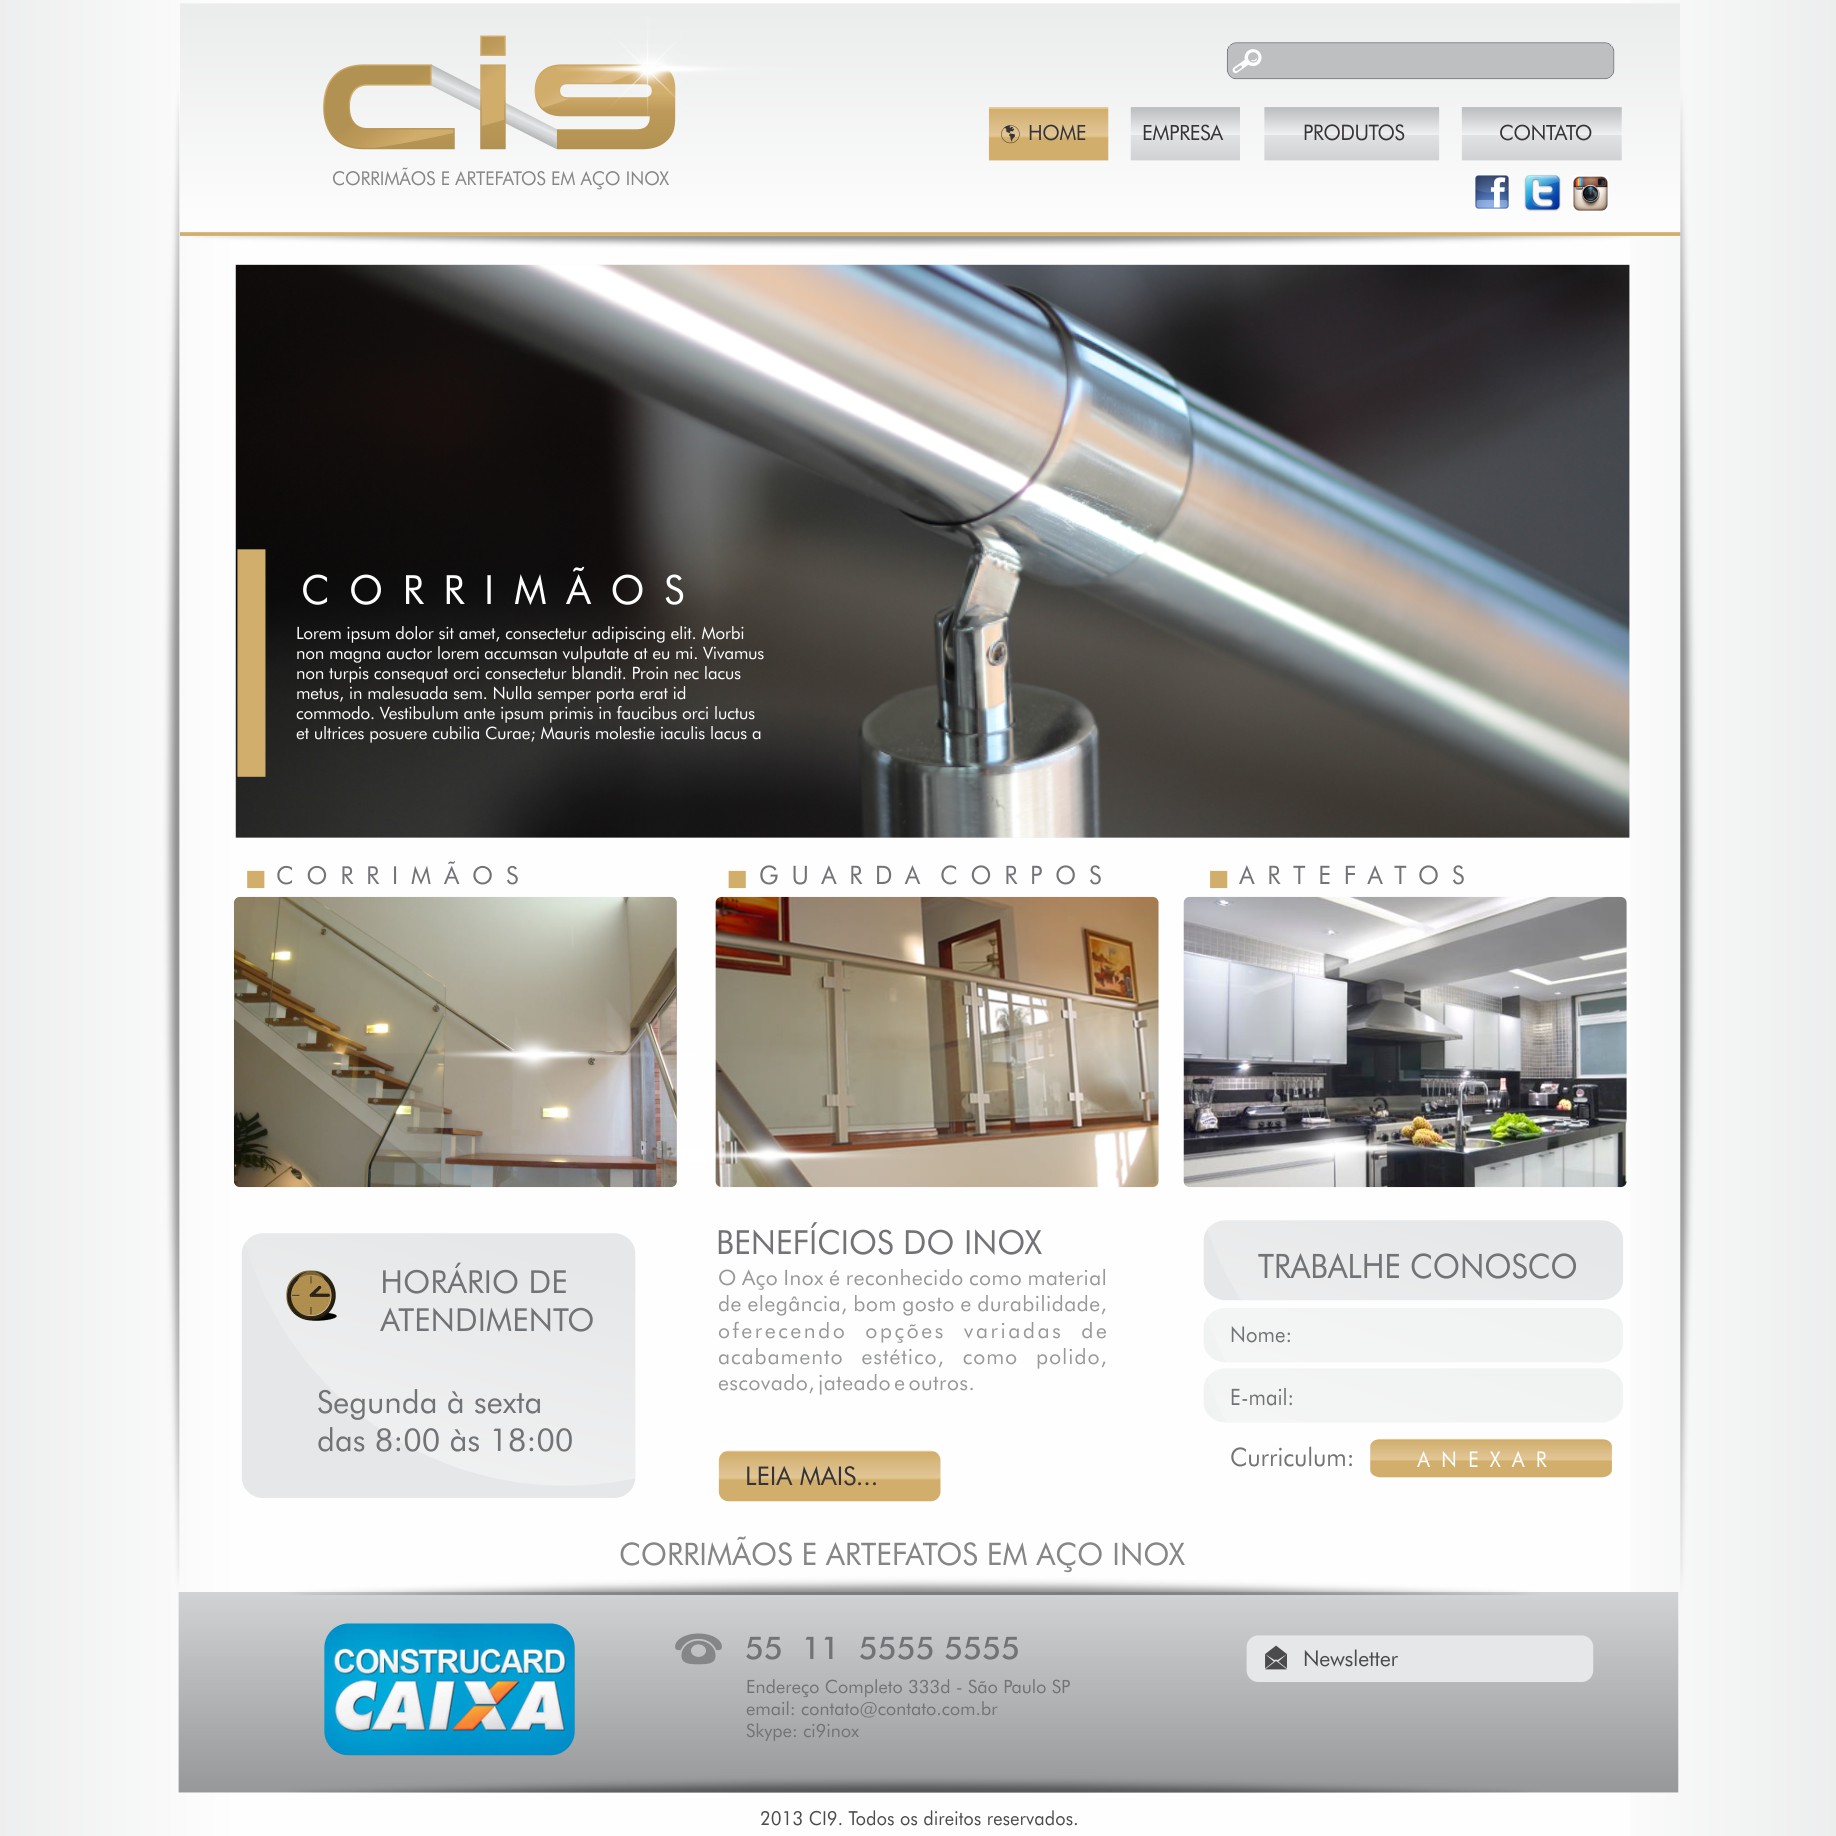 ci9
CORRIMÃOS E ARTEFATOS EM AÇO INOX
HOME
EMPRESA
PRODUTOS
CONTATO
CORRIMÃOS
Lorem ipsum dolor sit amet, consectetur adipiscing elit. Morbi
non magna auctor lorem accumsan vulputate at eu mi. Vivamus
non turpis consequat orci consectetur blandit. Proin nec lacus
metus, in malesuada sem. Nulla semper porta erat id
commodo. Vestibulum ante ipsum primis in faucibus orci luctus
et ultrices posuere cubilia Curae; Mauris molestie iaculis lacus a
CORRIMÃOS
GUARDA CORPOS
ARTEFATOS
HORÁRIO DE
ATENDIMENTO
Segunda à sexta
das 8:00 às 18:00
BENEFÍCIOS DO INOX
O Aço Inox é reconhecido como material
de elegância, bom gosto e durabilidade,
oferecendo opções variadas de
acabamento estético, como polido,
escovado, jateado e outros.
LEIA MAIS...
TRABALHE CONOSCO
Nome:
E-mail:
Curriculum:
ANEXAR
CORRIMÃOS E ARTEFATOS EM AÇO INOX
CONSTRUCARD
CAIXA
55 11 5555 5555
Endereço Completo 333d - São Paulo SP
email: contato@contato.com.br
Skype: ci9inox
Newsletter
2013 CI9. Todos os direitos reservados.